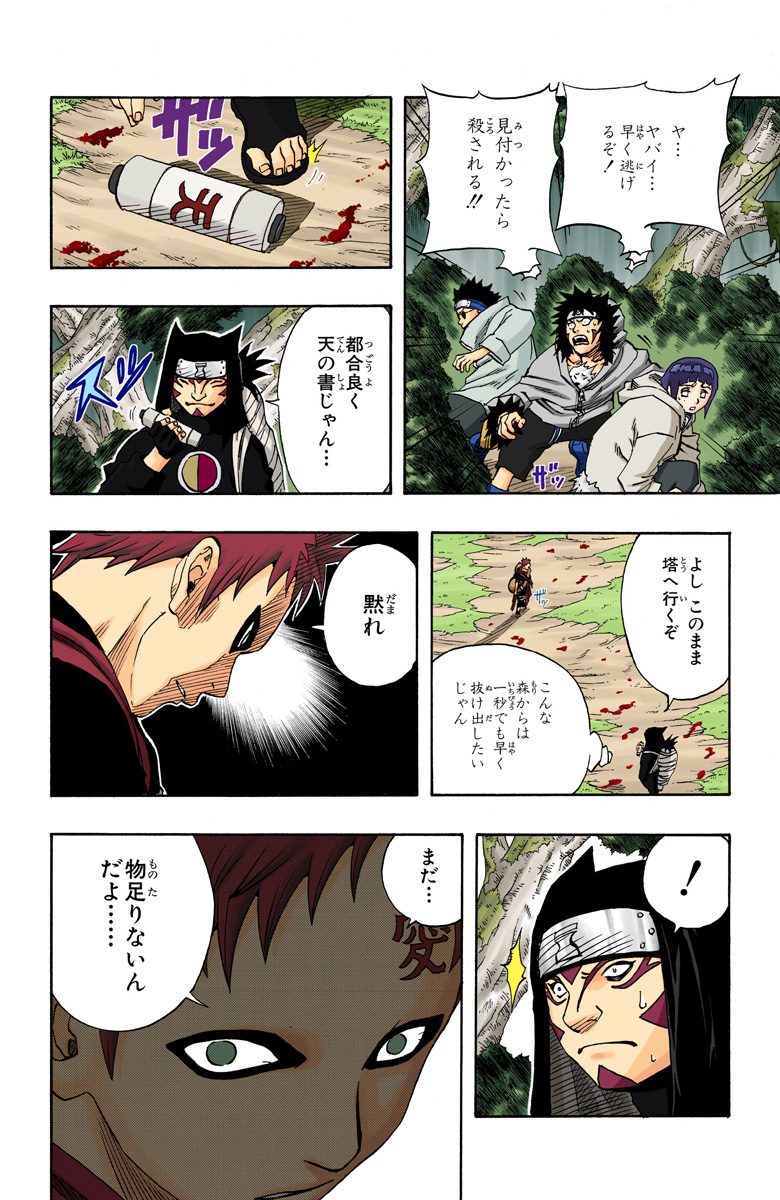 ヤ…
ヤバイ…
早く逃げ
るぞ！
見付かったら
殺される!!
ザッ
ザッ
天
都合良く
天の書じゃん…
スッ
よし このまま
塔へ行くぞ
ザッ
こんな
森からは
一秒でも早く
抜け出したい
じゃん
黙れ
！
まだ…
物足りないん
だよ……
愛